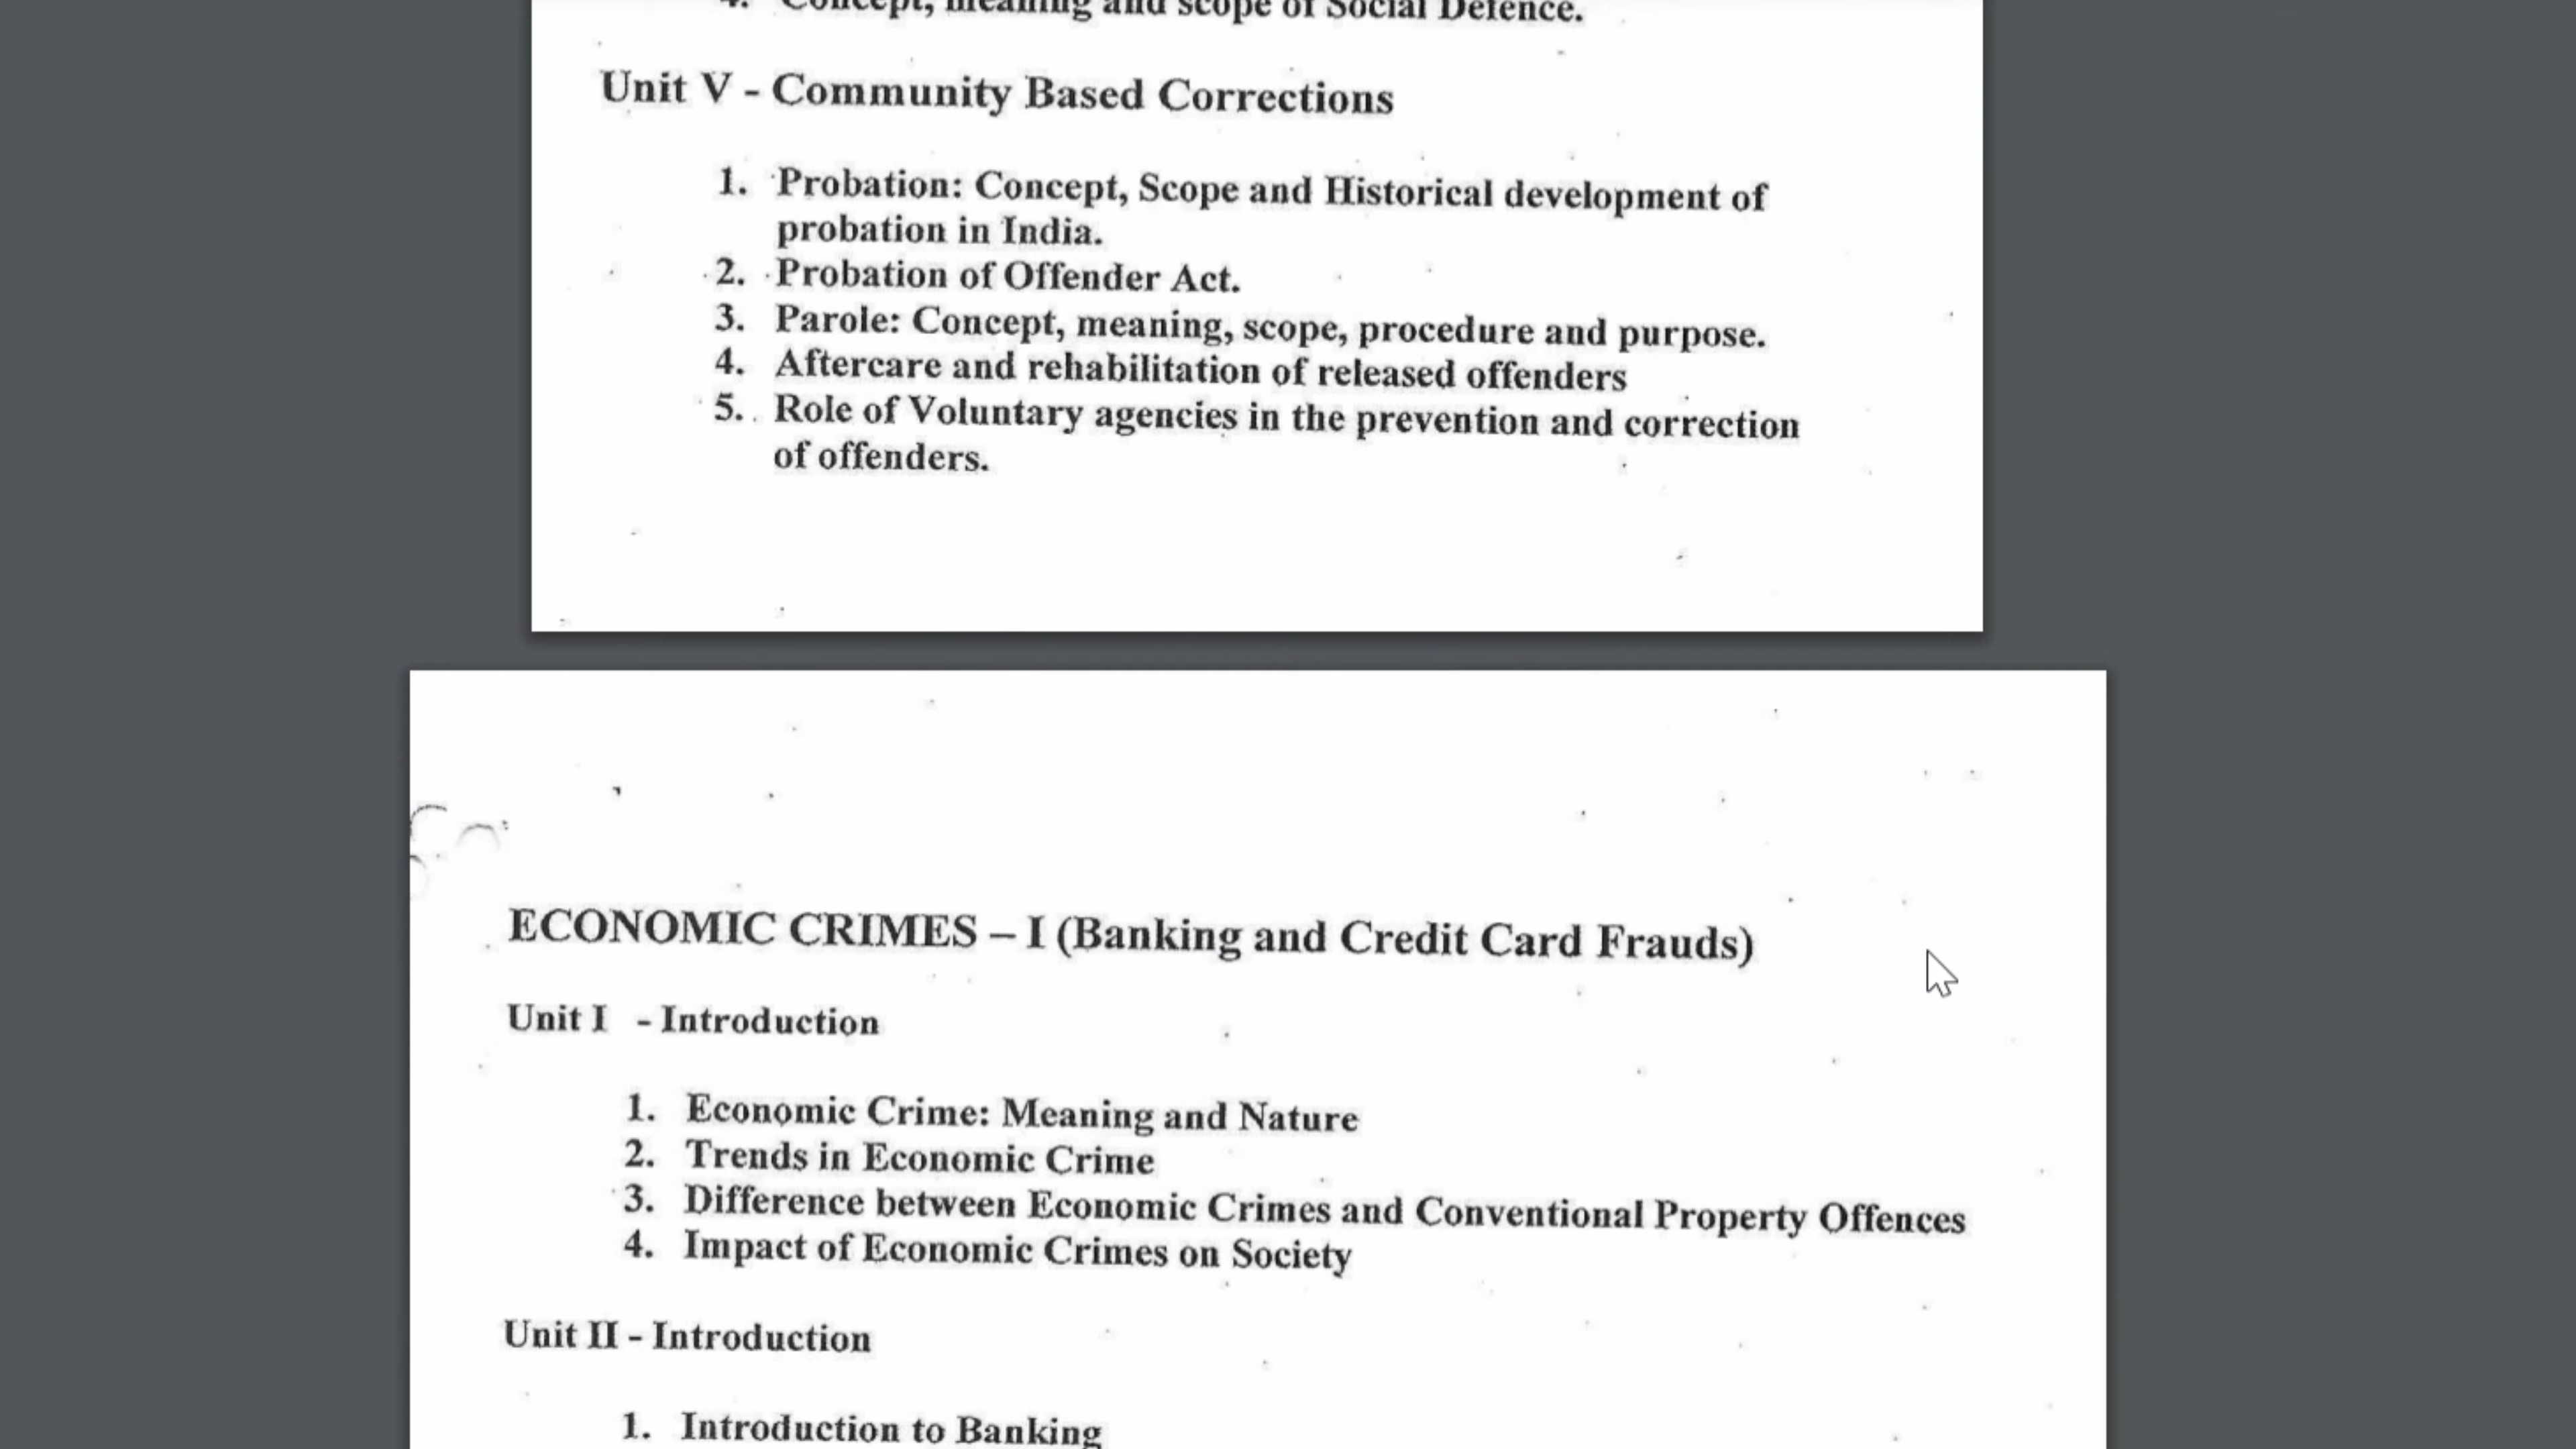 4. Concept, meaning and scope of Social Defence.
Unit V - Community Based Corrections
1. Probation: Concept, Scope and Historical development of
probation in India.
2. Probation of Offender Act.
3. Parole: Concept, meaning, scope, procedure and purpose.
4. Aftercare and rehabilitation of released offenders
5. Role of Voluntary agencies in the prevention and correction
of offenders.
ECONOMIC CRIMES – I (Banking and Credit Card Frauds)
Unit I - Introduction
1. Economic Crime: Meaning and Nature
2. Trends in Economic Crime
3. Difference between Economic Crimes and Conventional Property Offences
4. Impact of Economic Crimes on Society
Unit II - Introduction
1. Introduction to Banking